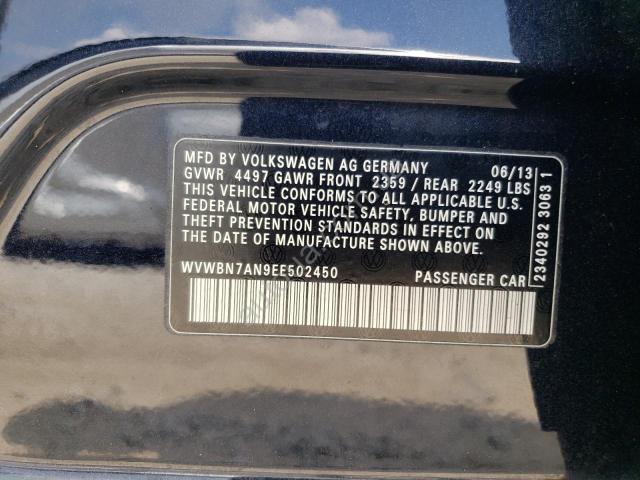 MFD BY VOLKSWAGEN AG GERMANY 06/13
GVWR 4497 GAWR FRONT 2359 / REAR 2249 LBS
THIS VEHICLE CONFORMS TO ALL APPLICABLE U.S.
FEDERAL MOTOR VEHICLE SAFETY, BUMPER AND
THEFT PREVENTION STANDARDS IN EFFECT ON
THE DATE OF MANUFACTURE SHOWN ABOVE.
WVWBN7AN9EE502450 PASSENGER CAR
2340292 3063 1